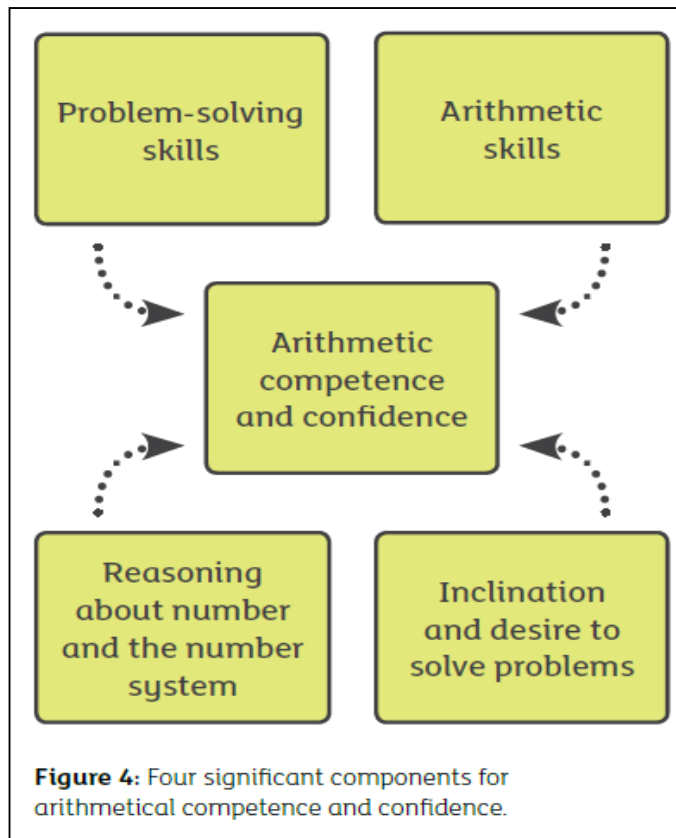 Problem-solving
skills
Arithmetic
skills
Arithmetic
competence
and confidence
Reasoning
about number
and the number
system
Inclination
and desire to
solve problems
Figure 4: Four significant components for
arithmetical competence and confidence.